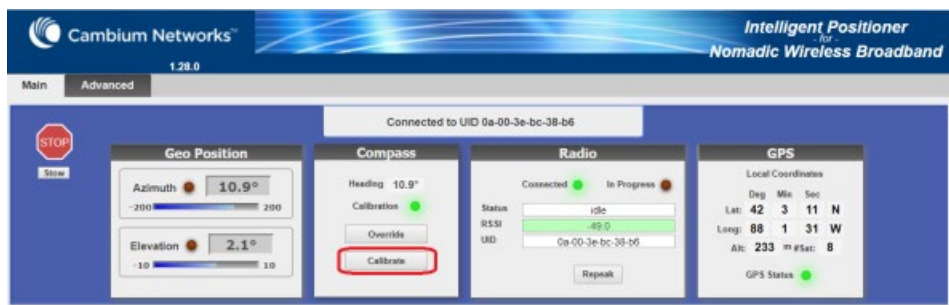 Cambium Networks™
1.28.0
Intelligent Positioner
- for -
Nomadic Wireless Broadband
Main Advanced
Connected to UID 0a-00-3e-bc-38-b6
STOP
Stow
Geo Position
Azimuth 10.9°
-200 200
Elevation 2.1°
-10 10
Compass
Heading 10.9°
Calibration
Override
Calibrate
Radio
Connected In Progress
Status idle
RSSI -49.0
UID 0a-00-3e-bc-38-b6
Repeak
GPS
Local Coordinates
Deg Min Sec
Lat: 42 3 11 N
Long: 88 1 31 W
Alt: 233 m #Sat: 8
GPS Status